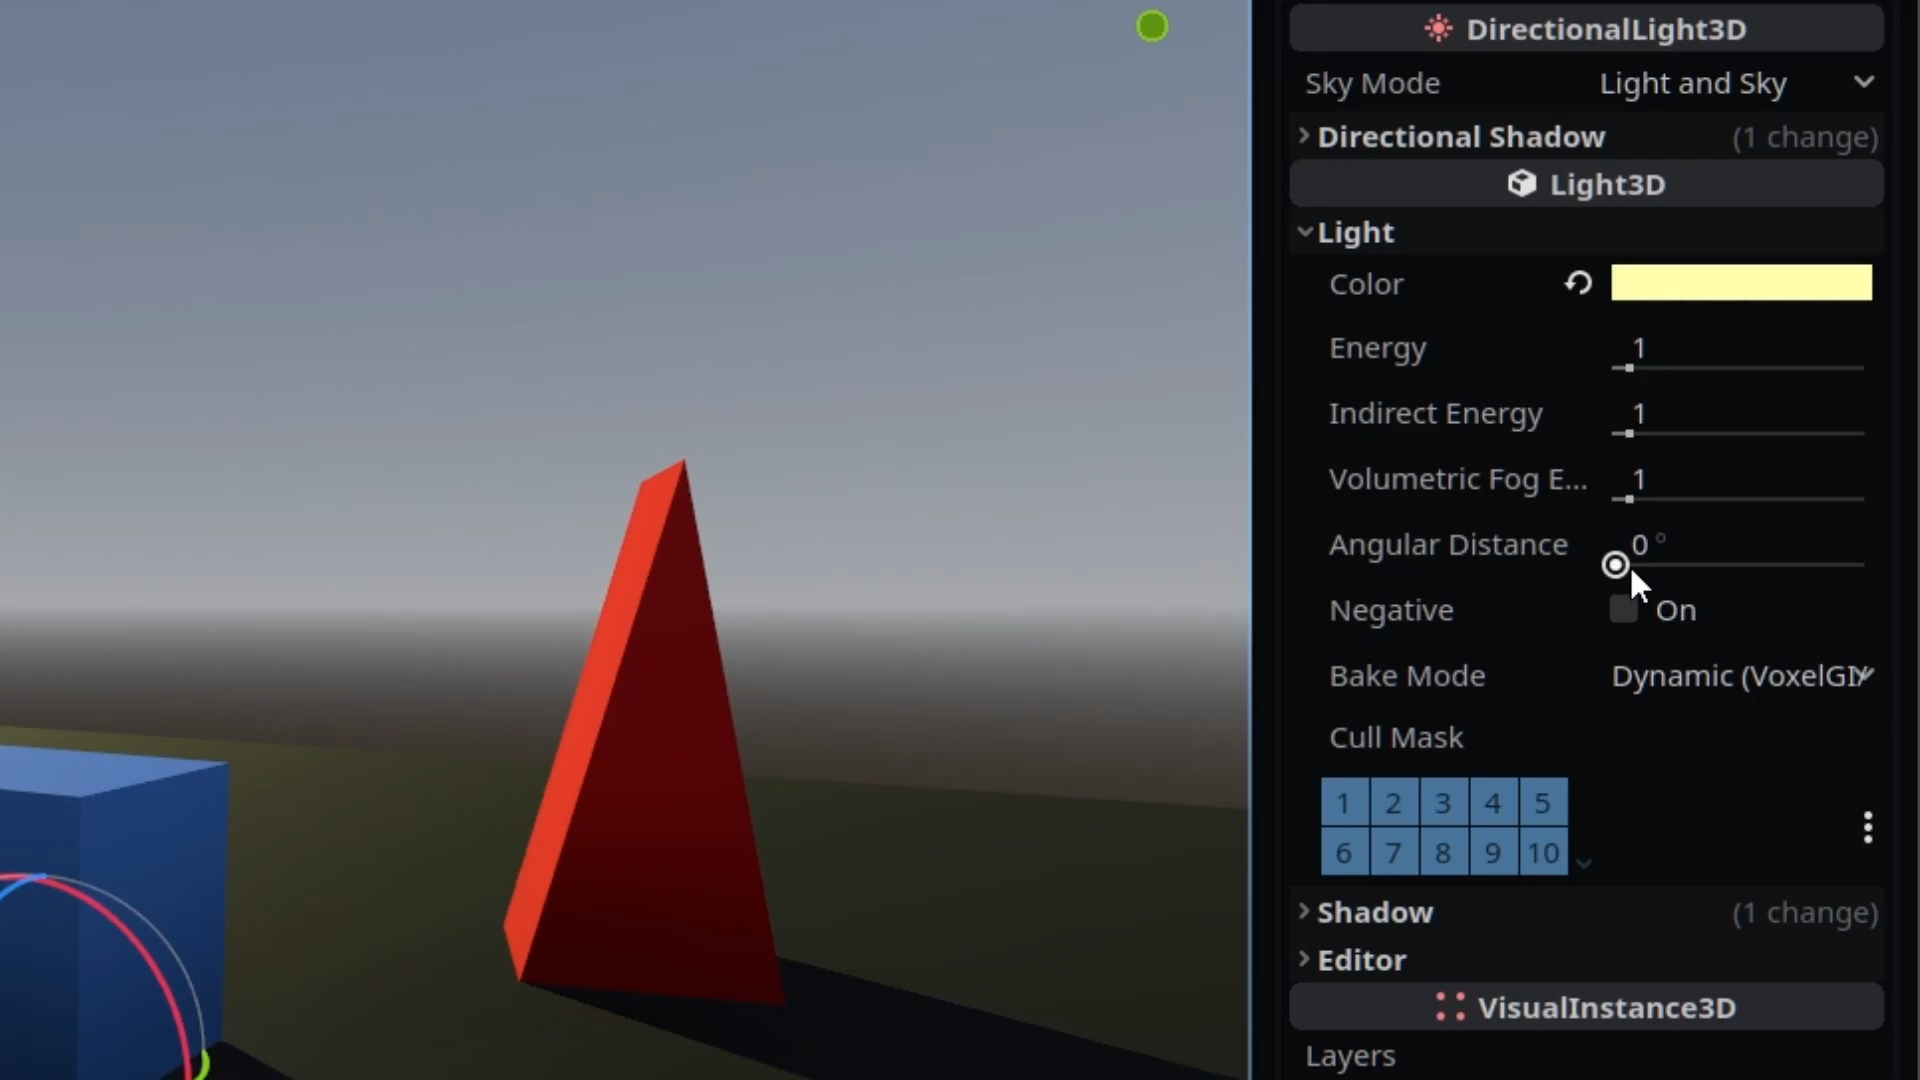 DirectionalLight3D
Sky Mode Light and Sky
Directional Shadow (1 change)
Light3D
Light
Color
Energy 1
Indirect Energy 1
Volumetric Fog E... 1
Angular Distance 0 °
Negative On
Bake Mode Dynamic (VoxelGI/
Cull Mask
1 2 3 4 5
6 7 8 9 10
Shadow (1 change)
Editor
VisualInstance3D
Layers